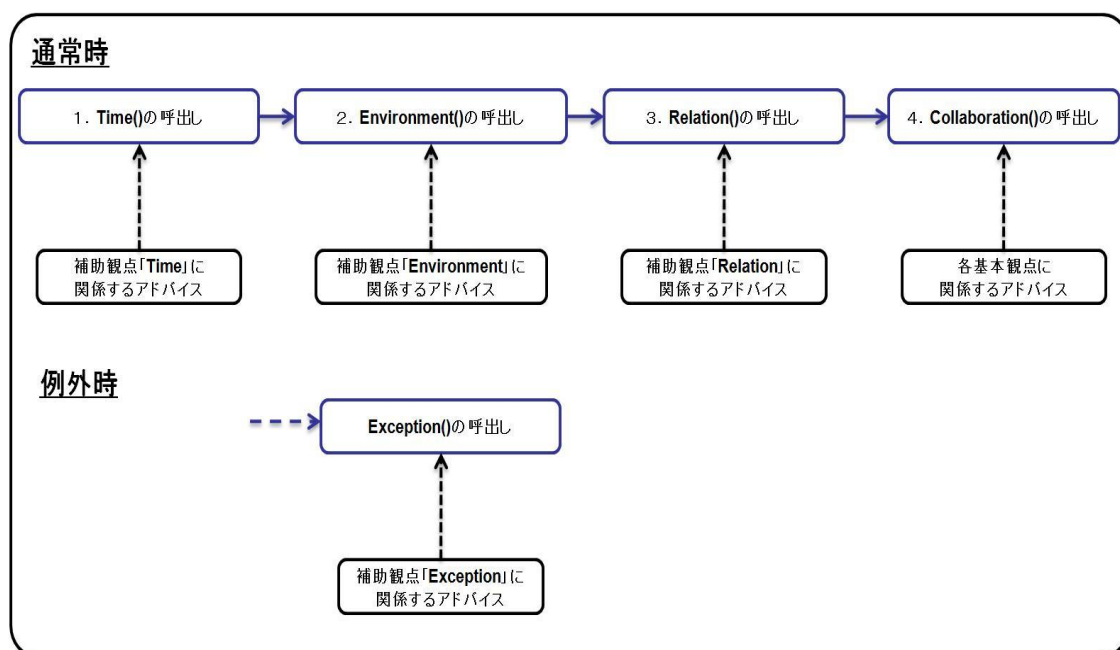 通常時
1. Time()の呼出し
2. Environment()の呼出し
3. Relation()の呼出し
4. Collaboration()の呼出し
補助観点「Time」に
関係するアドバイス
補助観点「Environment」に
関係するアドバイス
補助観点「Relation」に
関係するアドバイス
各基本観点に
関係するアドバイス
例外時
Exception()の呼出し
補助観点「Exception」に
関係するアドバイス